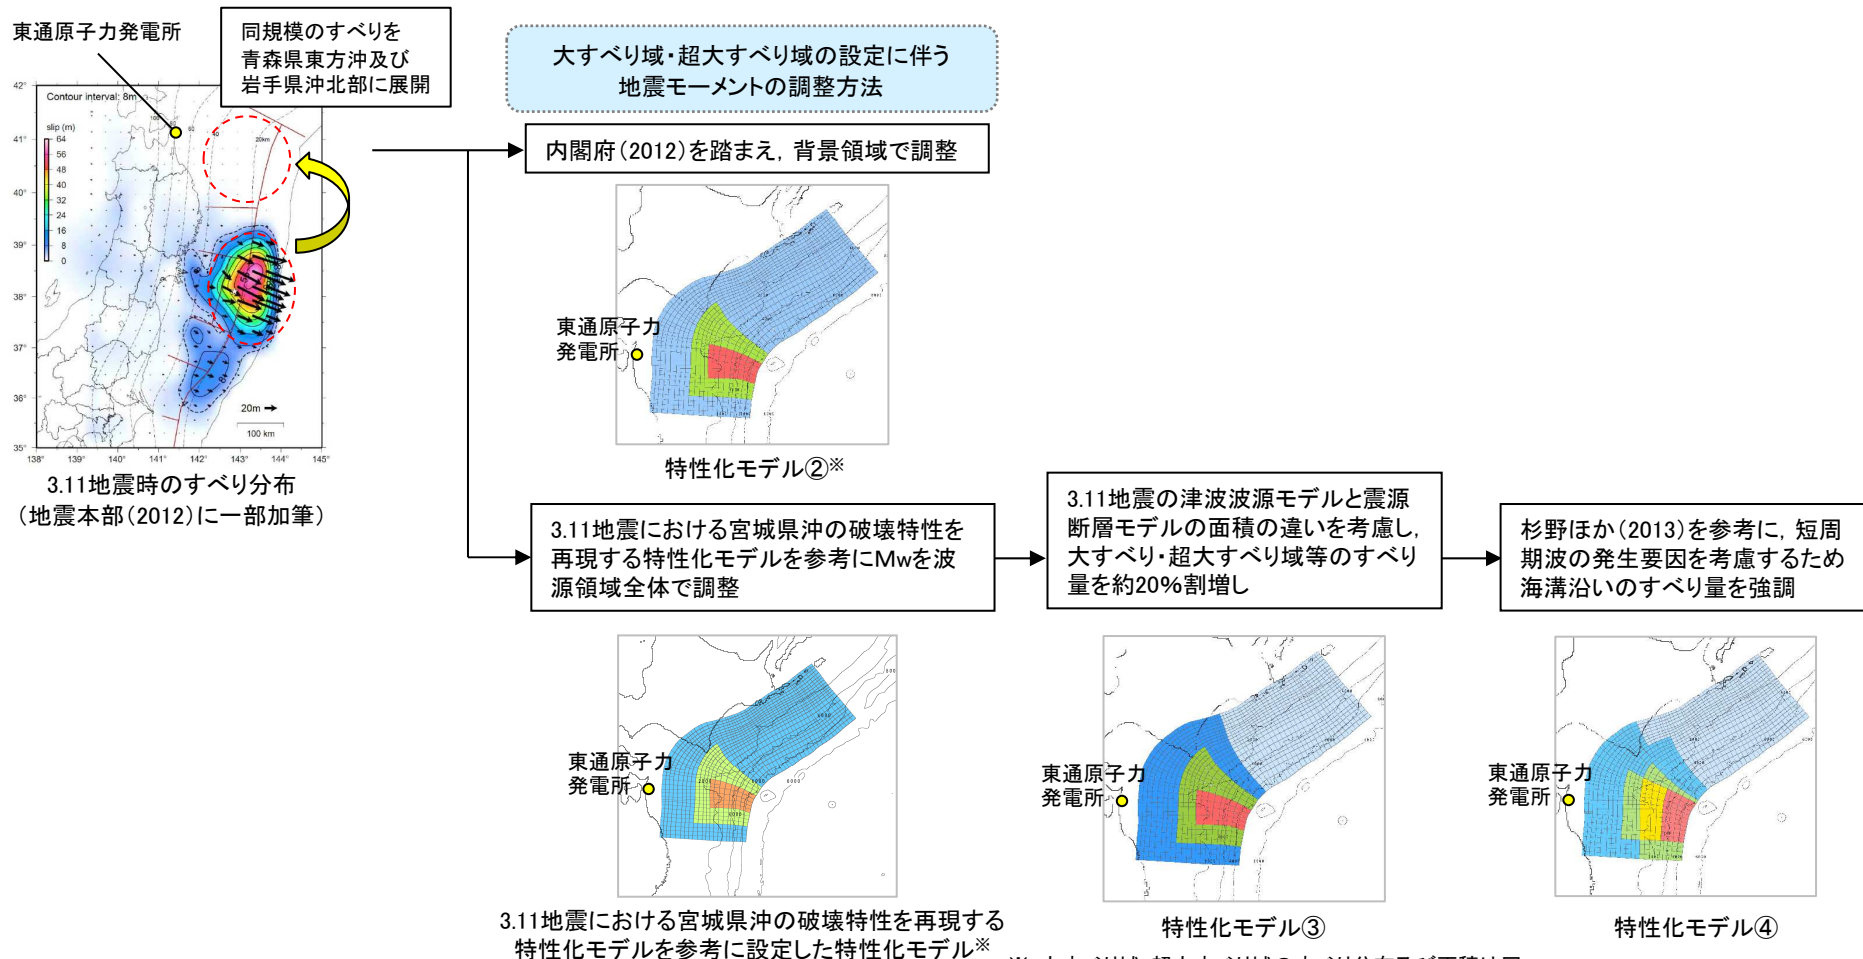 東通原子力発電所
同規模のすべりを
青森県東方沖及び
岩手県沖北部に展開
大すべり域・超大すべり域の設定に伴う
地震モーメントの調整方法
内閣府(2012)を踏まえ，背景領域で調整
Contour interval: 8m
slip (m)
64
56
48
40
32
24
16
8
0
42°
41°
40°
39°
38°
37°
36°
35°
138°
139°
140°
141°
142°
143°
144°
145°
20m
100 km
3.11地震時のすべり分布
(地震本部(2012)に一部加筆)
東通原子力
発電所
特性化モデル②※
3.11地震における宮城県沖の破壊特性を
再現する特性化モデルを参考にMwを波
源領域全体で調整
3.11地震の津波波源モデルと震源
断層モデルの面積の違いを考慮し，
大すべり・超大すべり域等のすべり
量を約20％割増し
杉野ほか(2013)を参考に，短周
期波の発生要因を考慮するため
海溝沿いのすべり量を強調
東通原子力
発電所
3.11地震における宮城県沖の破壊特性を再現する
特性化モデルを参考に設定した特性化モデル※
東通原子力
発電所
特性化モデル③
東通原子力
発電所
特性化モデル④